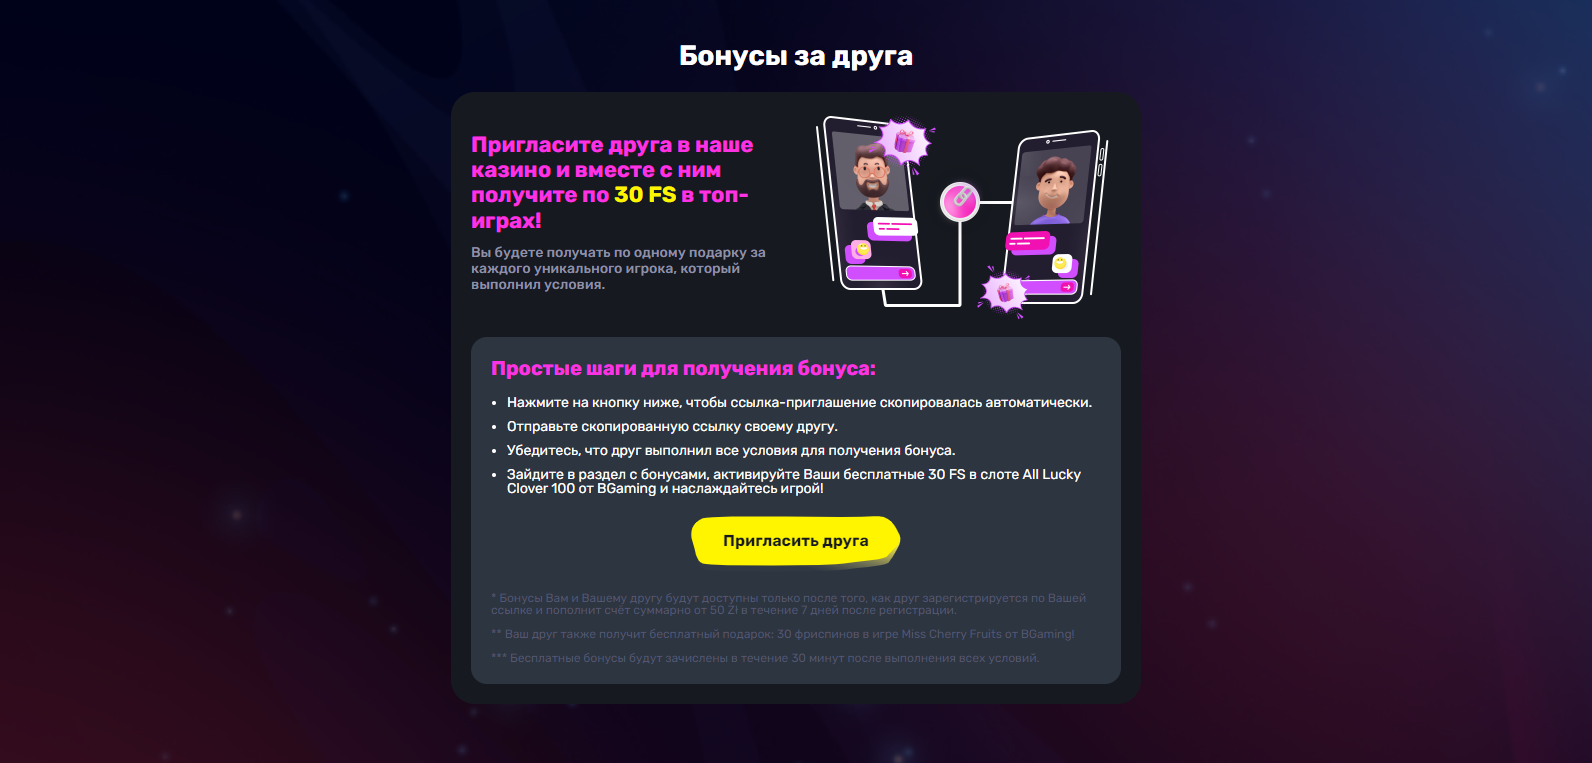 Бонусы за друга
Пригласите друга в наше
казино и вместе с ним
получите по 30 FS в топ-
играх!
Вы будете получать по одному подарку за
каждого уникального игрока, который
выполнил условия.
Простые шаги для получения бонуса:
• Нажмите на кнопку ниже, чтобы ссылка-приглашение скопировалась автоматически.
• Отправьте скопированную ссылку своему другу.
• Убедитесь, что друг выполнил все условия для получения бонуса.
• Зайдите в раздел с бонусами, активируйте Ваши бесплатные 30 FS в слоте All Lucky
Clover 100 от BGaming и наслаждайтесь игрой!
Пригласить друга
* Бонусы Вам и Вашему другу будут доступны только после того, как друг зарегистрируется по Вашей
ссылке и пополнит счёт суммарно от 50 Zł в течение 7 дней после регистрации.
** Ваш друг также получит бесплатный подарок: 30 фриспинов в игре Miss Cherry Fruits от BGaming!
*** Бесплатные бонусы будут зачислены в течение 30 минут после выполнения всех условий.